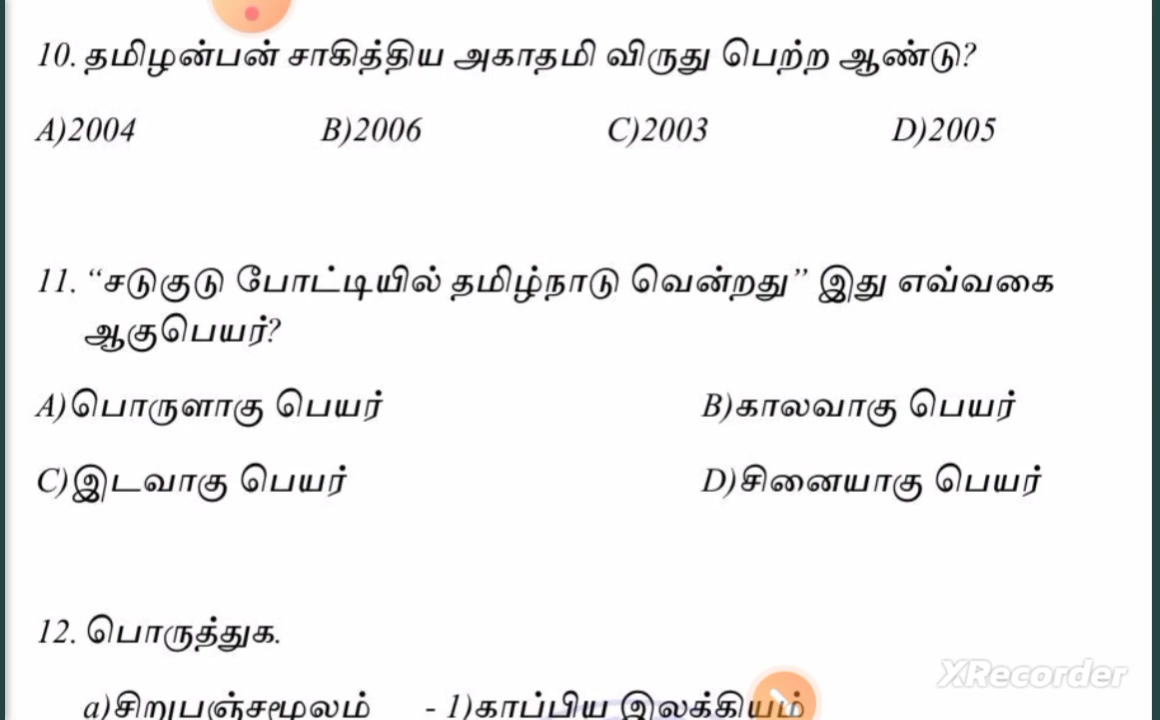 10. தமிழன்பன் சாகித்திய அகாதமி விருது பெற்ற ஆண்டு?
A)2004 B)2006 C)2003 D)2005
11. “சடுகுடு போட்டியில் தமிழ்நாடு வென்றது” இது எவ்வகை
ஆகுபெயர்?
A)பொருளாகு பெயர் B)காலவாகு பெயர்
C)இடவாகு பெயர் D)சினையாகு பெயர்
12. பொருத்துக.
a)சிறுபஞ்சமூலம் - 1)காப்பிய இலக்கியம்
XRecorder